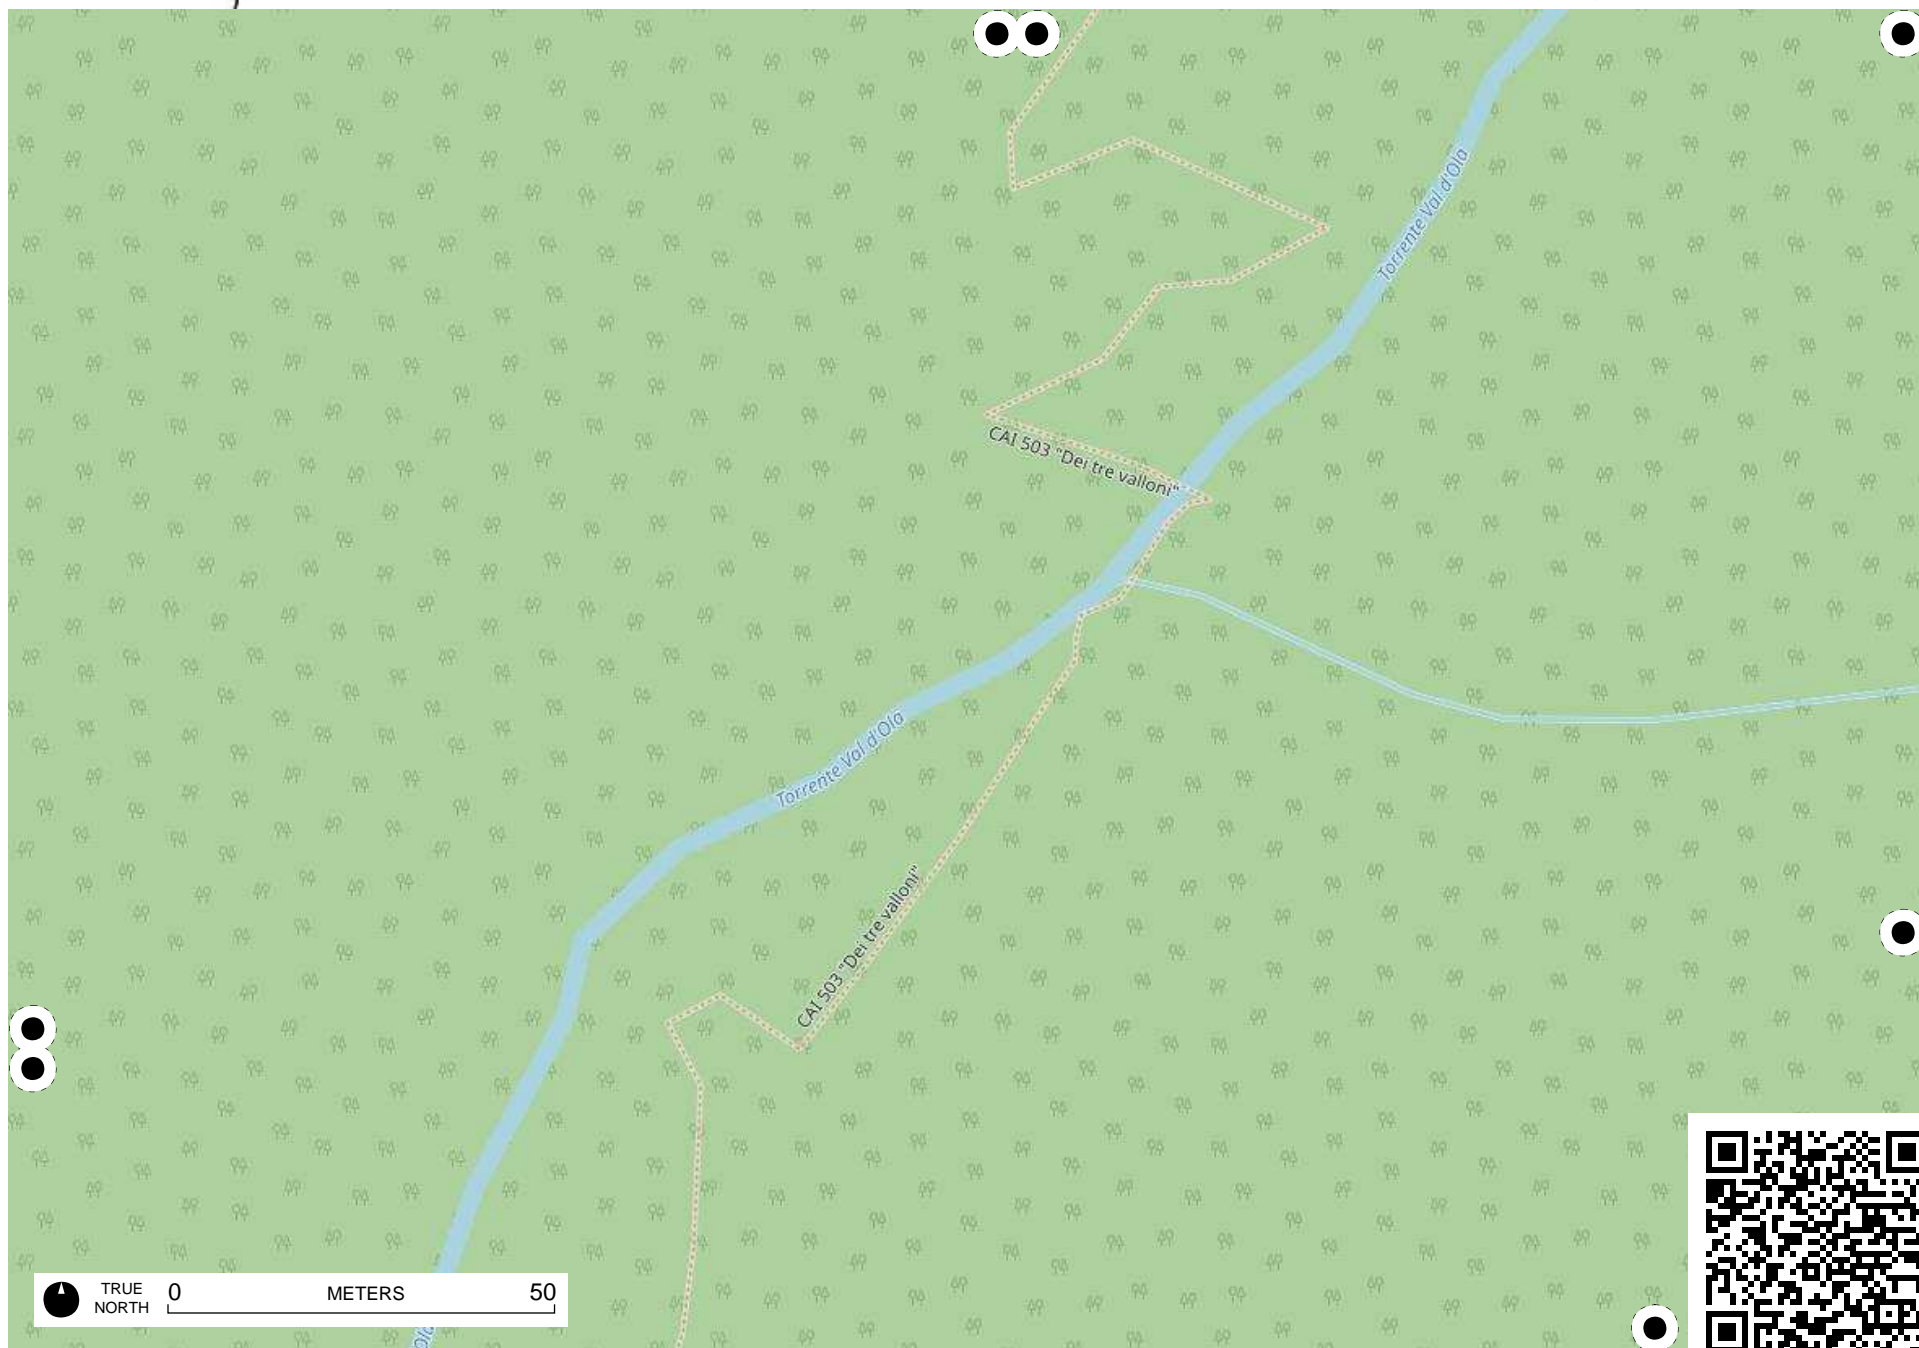 Torrente Val d'Ola
CAI 503 "Dei tre valloni"
Torrente Val d'Ola
CAI 503 "Dei tre valloni"
TRUE
NORTH
0 METERS 50
Ola